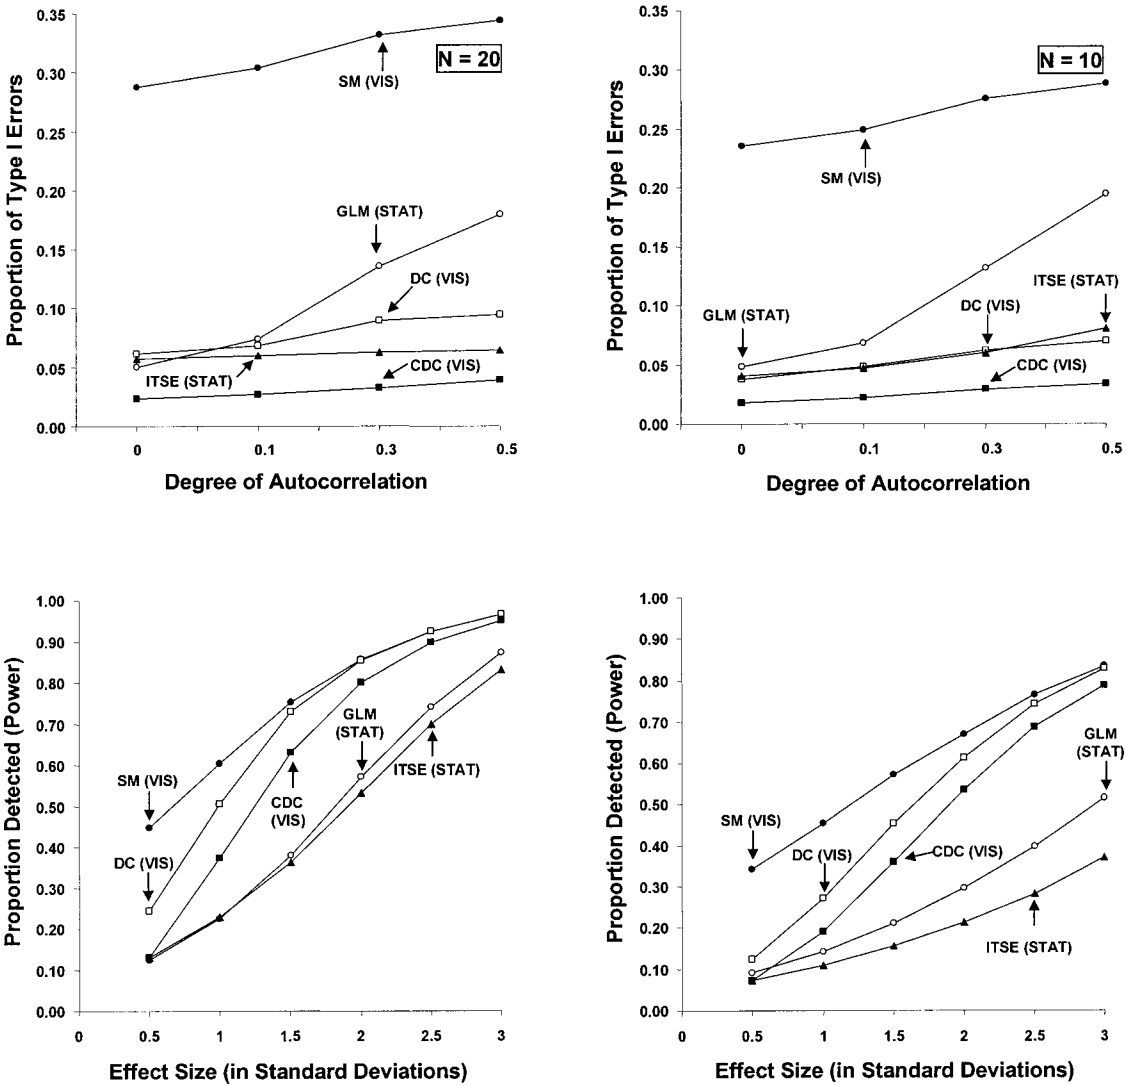 0.35
0.30
0.25
0.20
0.15
0.10
0.05
0.00
Proportion of Type I Errors
N = 20
SM (VIS)
GLM (STAT)
DC (VIS)
ITSE (STAT)
CDC (VIS)
0 0.1 0.3 0.5
Degree of Autocorrelation
0.35
0.30
0.25
0.20
0.15
0.10
0.05
0.00
Proportion of Type I Errors
N = 10
SM (VIS)
ITSE (STAT)
DC (VIS)
GLM (STAT)
CDC (VIS)
0 0.1 0.3 0.5
Degree of Autocorrelation
1.00
0.90
0.80
0.70
0.60
0.50
0.40
0.30
0.20
0.10
0.00
Proportion Detected (Power)
SM (VIS)
DC (VIS)
GLM
(STAT)
ITSE (STAT)
CDC
(VIS)
0 0.5 1 1.5 2 2.5 3
Effect Size (in Standard Deviations)
1.00
0.90
0.80
0.70
0.60
0.50
0.40
0.30
0.20
0.10
0.00
Proportion Detected (Power)
GLM
(STAT)
SM (VIS)
DC (VIS)
CDC (VIS)
ITSE (STAT)
0 0.5 1 1.5 2 2.5 3
Effect Size (in Standard Deviations)